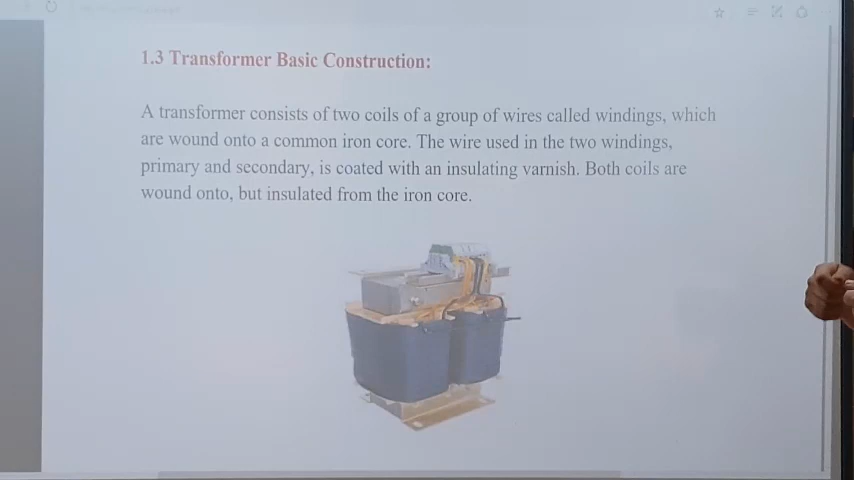 1.3 Transformer Basic Construction:
A transformer consists of two coils of a group of wires called windings, which
are wound onto a common iron core. The wire used in the two windings,
primary and secondary, is coated with an insulating varnish. Both coils are
wound onto, but insulated from the iron core.